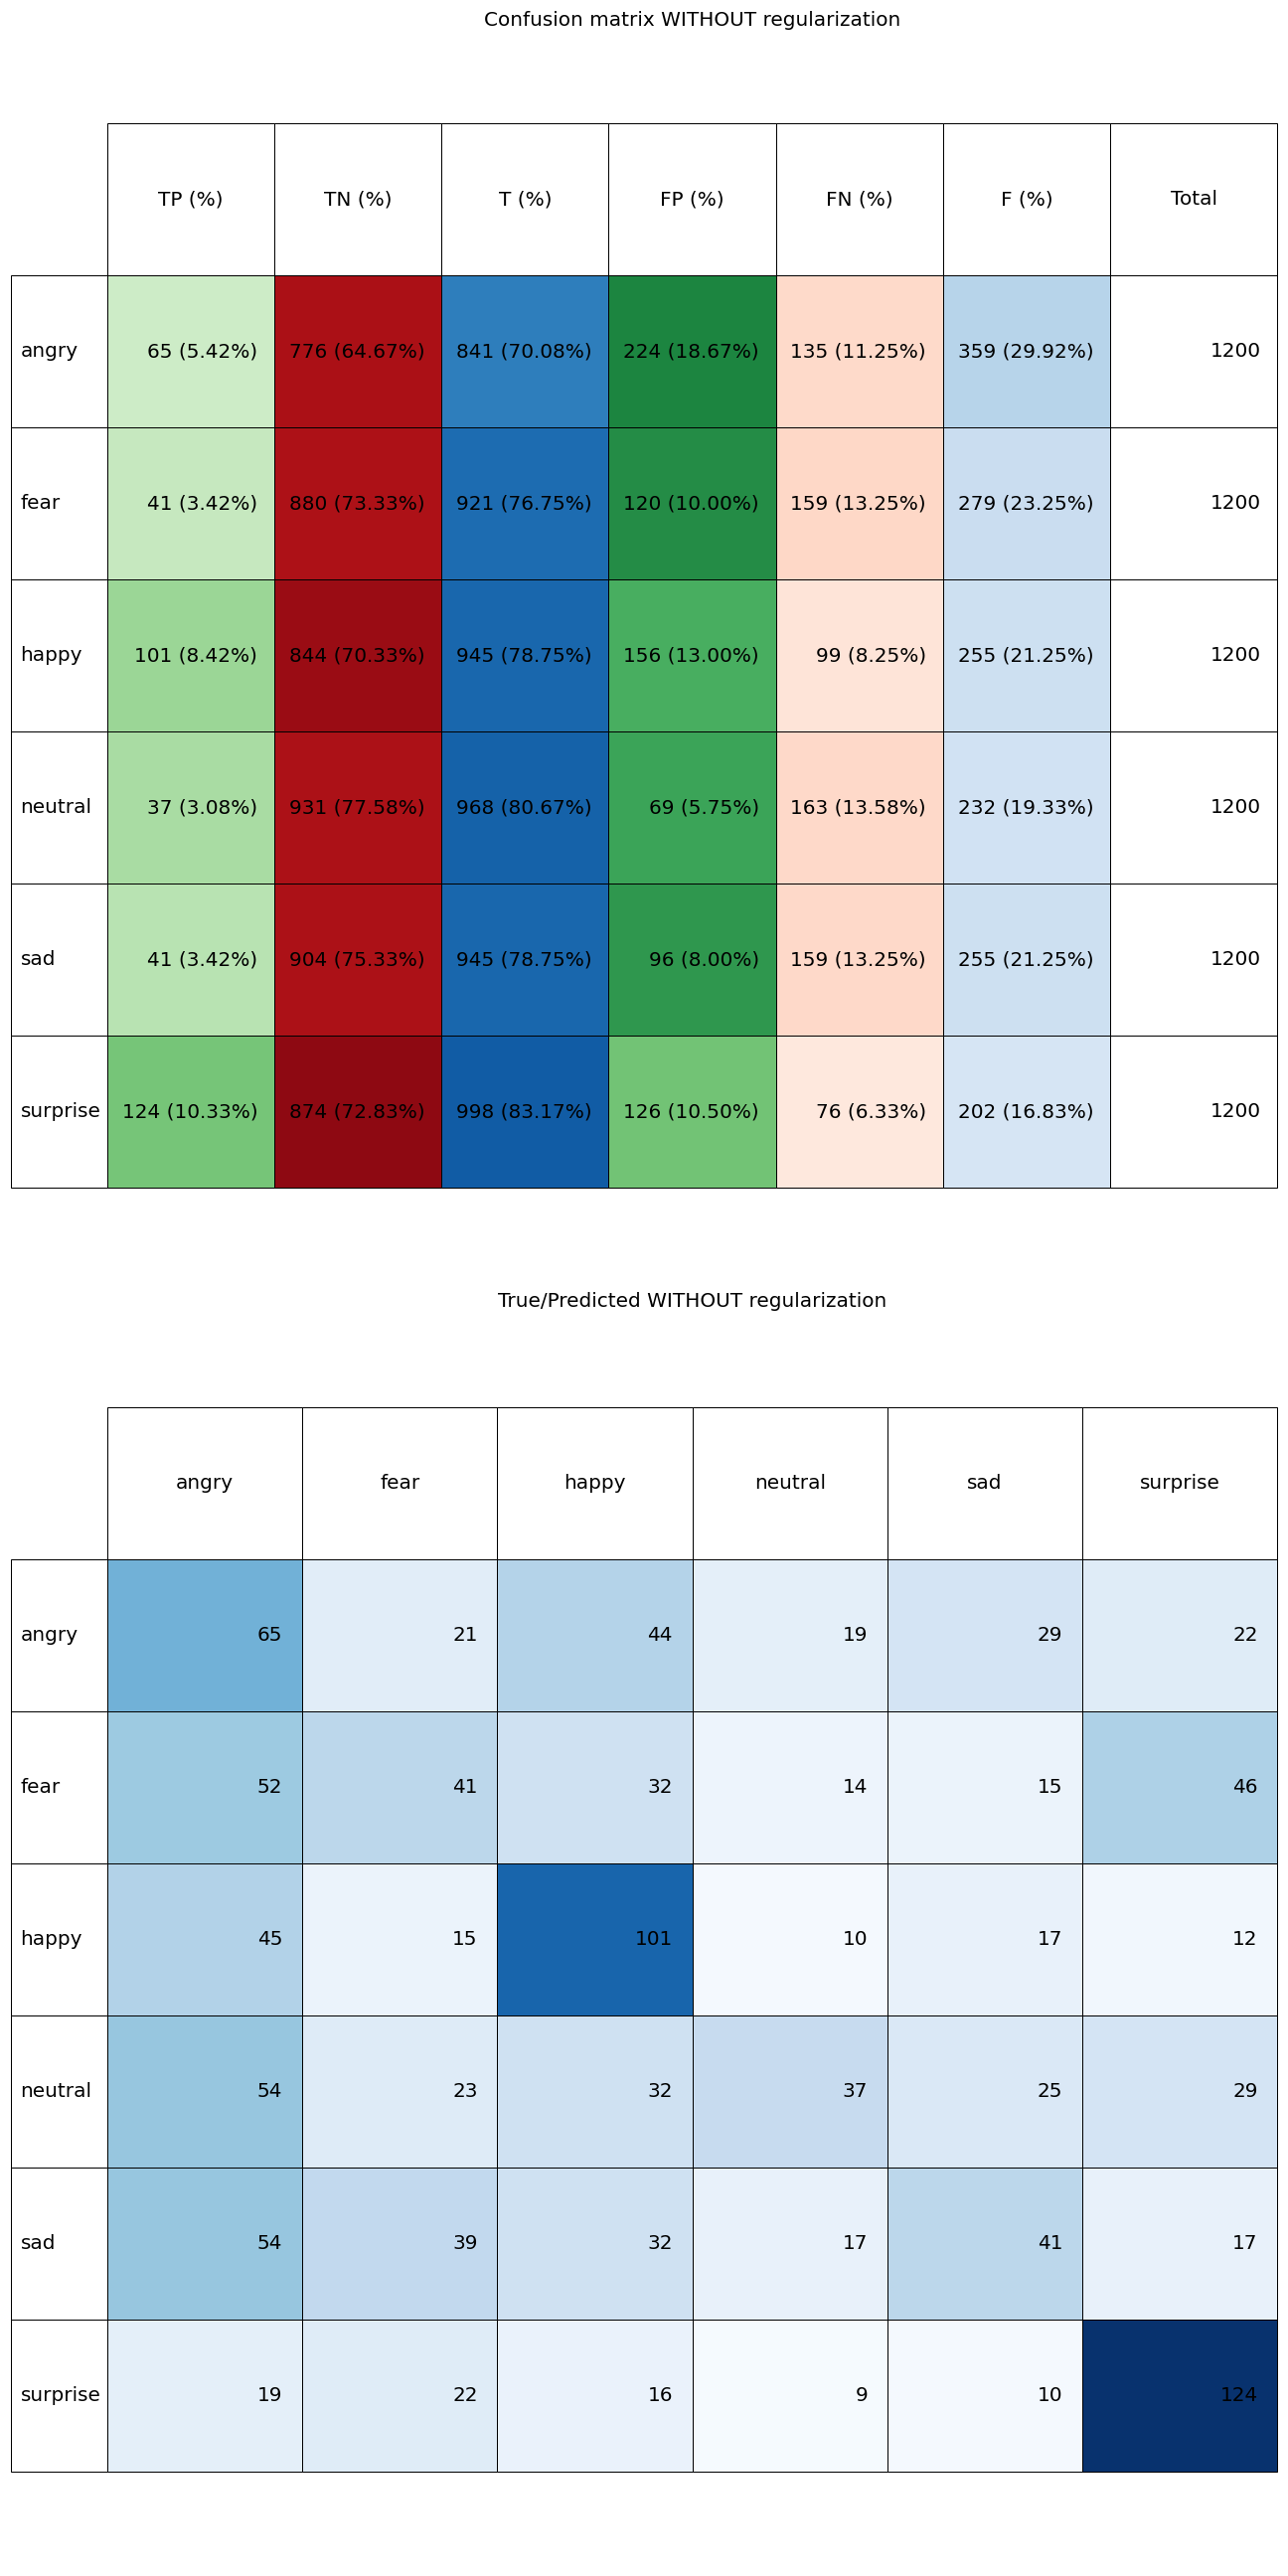 Confusion matrix WITHOUT regularization
TP (%) TN (%) T (%) FP (%) FN (%) F (%) Total
angry 65 (5.42%) 776 (64.67%) 841 (70.08%) 224 (18.67%) 135 (11.25%) 359 (29.92%) 1200
fear 41 (3.42%) 880 (73.33%) 921 (76.75%) 120 (10.00%) 159 (13.25%) 279 (23.25%) 1200
happy 101 (8.42%) 844 (70.33%) 945 (78.75%) 156 (13.00%) 99 (8.25%) 255 (21.25%) 1200
neutral 37 (3.08%) 931 (77.58%) 968 (80.67%) 69 (5.75%) 163 (13.58%) 232 (19.33%) 1200
sad 41 (3.42%) 904 (75.33%) 945 (78.75%) 96 (8.00%) 159 (13.25%) 255 (21.25%) 1200
surprise 124 (10.33%) 874 (72.83%) 998 (83.17%) 126 (10.50%) 76 (6.33%) 202 (16.83%) 1200
True/Predicted WITHOUT regularization
angry fear happy neutral sad surprise
angry 65 21 44 19 29 22
fear 52 41 32 14 15 46
happy 45 15 101 10 17 12
neutral 54 23 32 37 25 29
sad 54 39 32 17 41 17
surprise 19 22 16 9 10 124